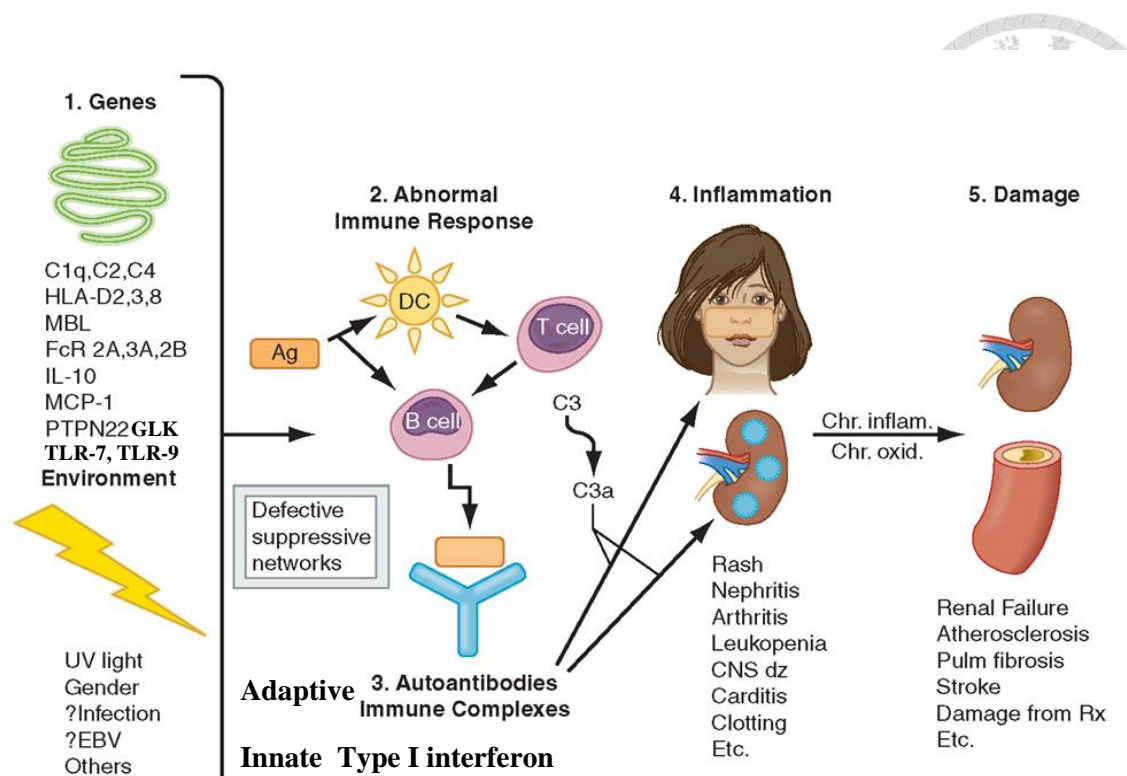 1. Genes
C1q,C2,C4
HLA-D2,3,8
MBL
FcR 2A,3A,2B
IL-10
MCP-1
PTPN22 GLK
TLR-7, TLR-9
Environment
UV light
Gender
?Infection
?EBV
Others
2. Abnormal
Immune Response
Ag
DC
T cell
B cell
C3
C3a
Defective
suppressive
networks
Adaptive
3. Autoantibodies
Immune Complexes
Innate Type I interferon
4. Inflammation
Rash
Nephritis
Arthritis
Leukopenia
CNS dz
Carditis
Clotting
Etc.
Chr. inflam.
Chr. oxid.
5. Damage
Renal Failure
Atherosclerosis
Pulm fibrosis
Stroke
Damage from Rx
Etc.